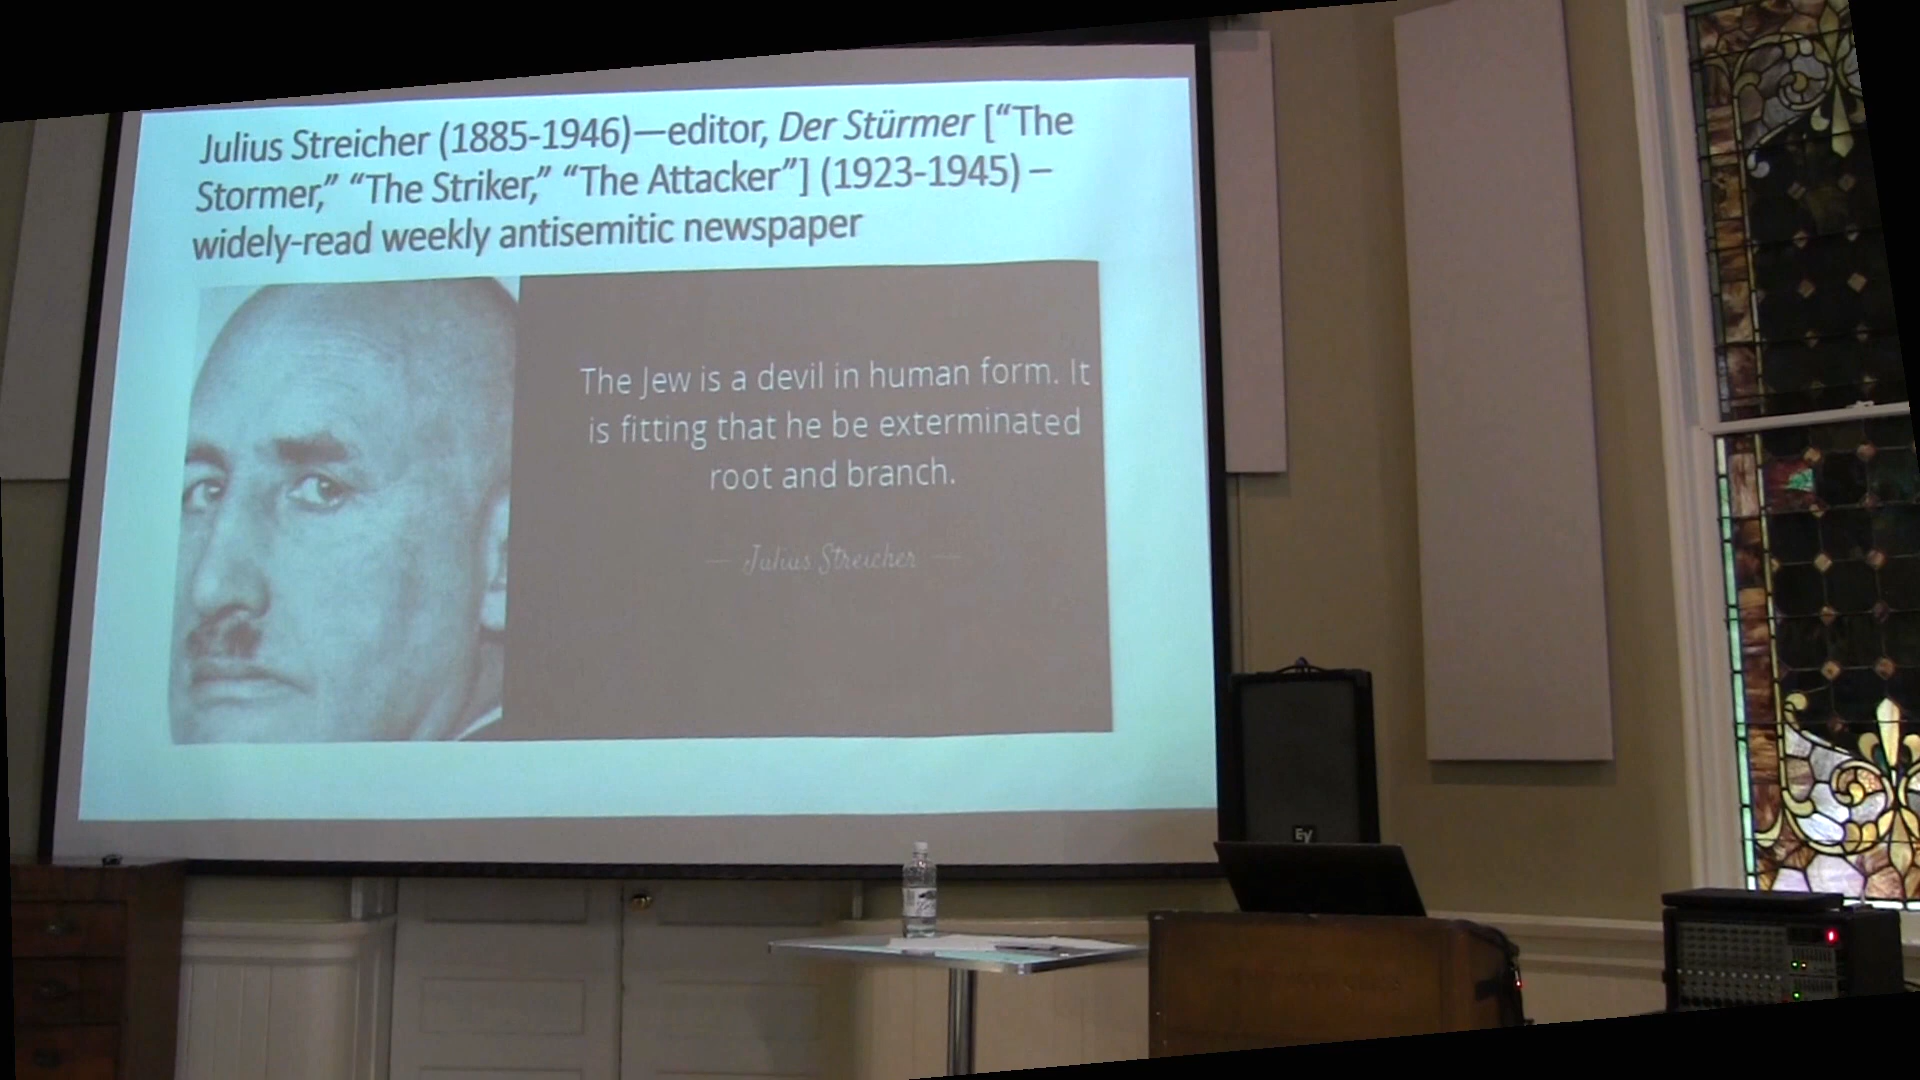 Julius Streicher (1885-1946)—editor, Der Stürmer [“The
Stormer,” “The Striker,” “The Attacker”] (1923-1945) –
widely-read weekly antisemitic newspaper
The Jew is a devil in human form. It
is fitting that he be exterminated
root and branch.
— Julius Streicher —
EV